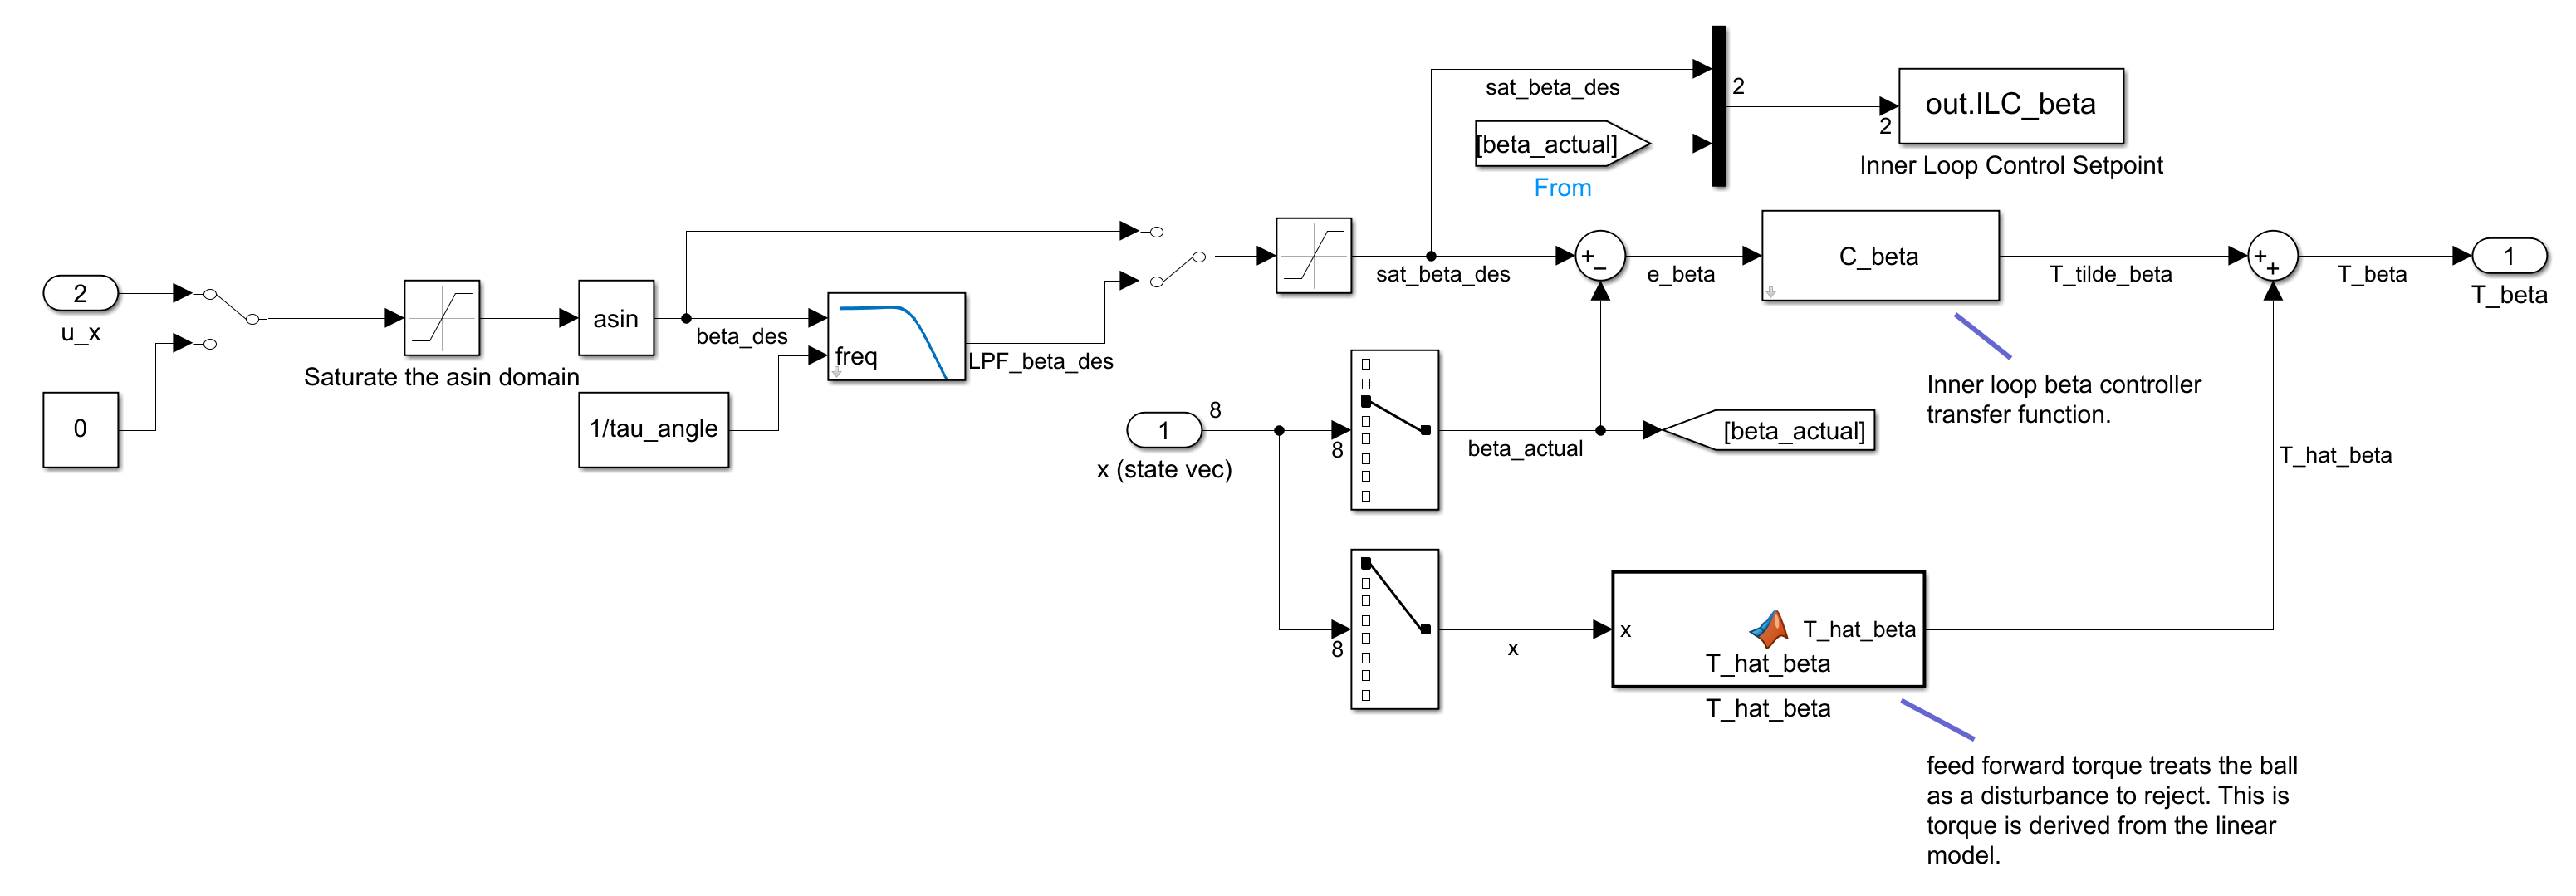 sat_beta_des
2
[beta_actual]
From
2
out.ILC_beta
Inner Loop Control Setpoint
2
u_x
0
Saturate the asin domain
asin
beta_des
freq
1/tau_angle
LPF_beta_des
sat_beta_des
+
−
e_beta
C_beta
T_tilde_beta
+
+
T_beta
1
T_beta
Inner loop beta controller
transfer function.
1
x (state vec)
8
8
beta_actual
[beta_actual]
T_hat_beta
8
x
x
T_hat_beta
T_hat_beta
T_hat_beta
feed forward torque treats the ball
as a disturbance to reject. This is
torque is derived from the linear
model.